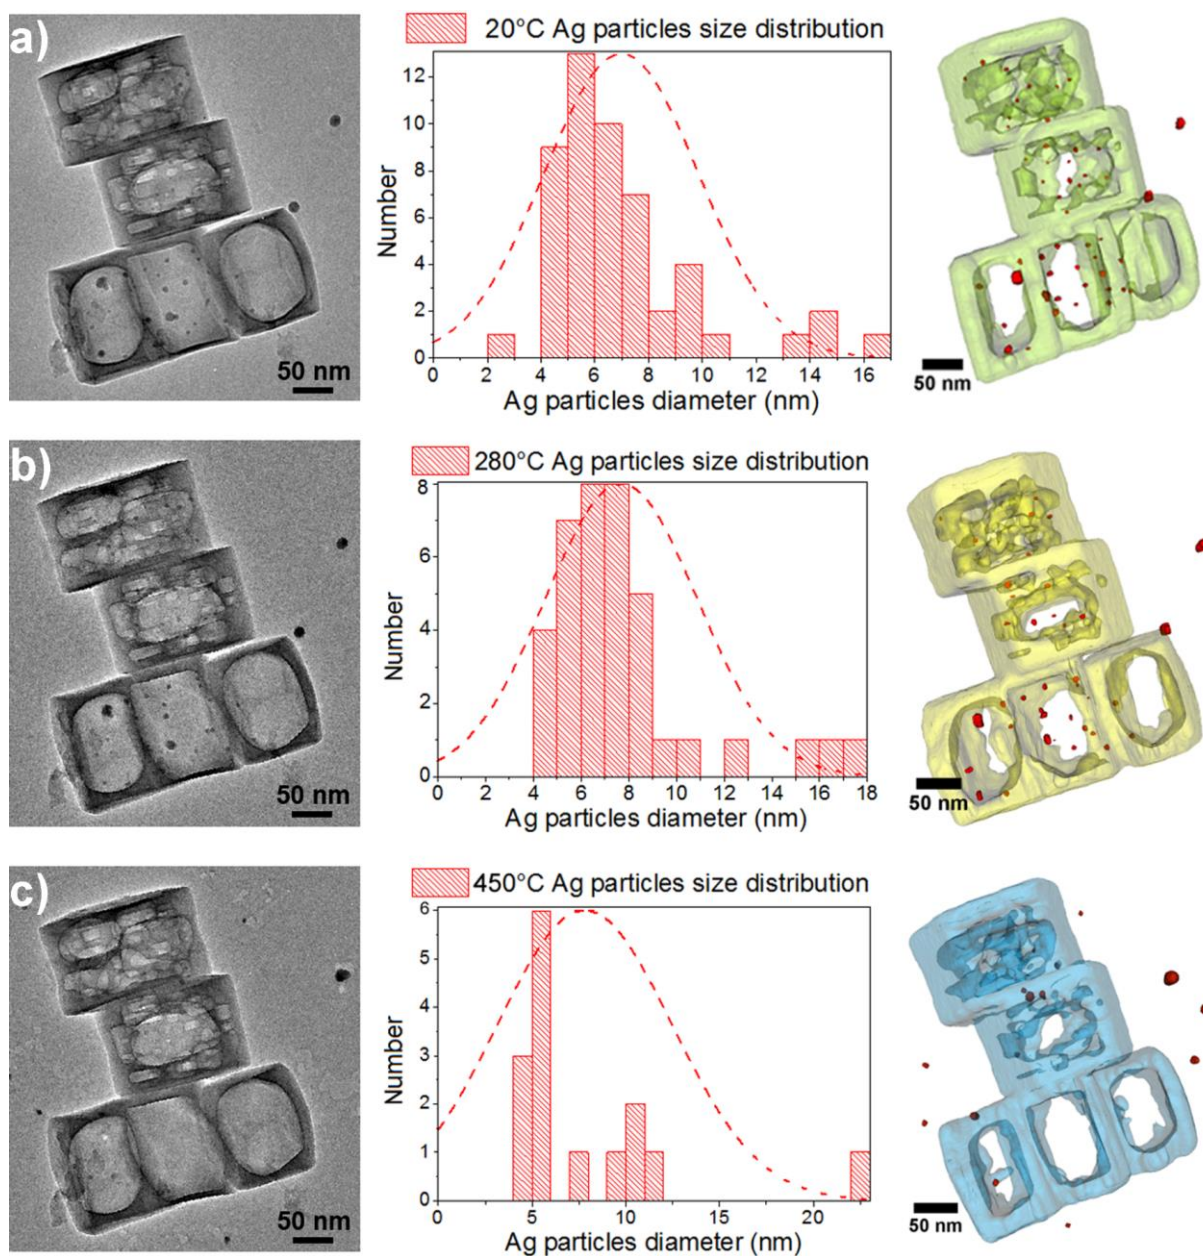 a)
50 nm
20°C Ag particles size distribution
Number
12
10
8
6
4
2
0
0 2 4 6 8 10 12 14 16
Ag particles diameter (nm)
50 nm
b)
50 nm
280°C Ag particles size distribution
Number
8
6
4
2
0
0 2 4 6 8 10 12 14 16 18
Ag particles diameter (nm)
50 nm
c)
50 nm
450°C Ag particles size distribution
Number
6
5
4
3
2
1
0
0 5 10 15 20
Ag particles diameter (nm)
50 nm